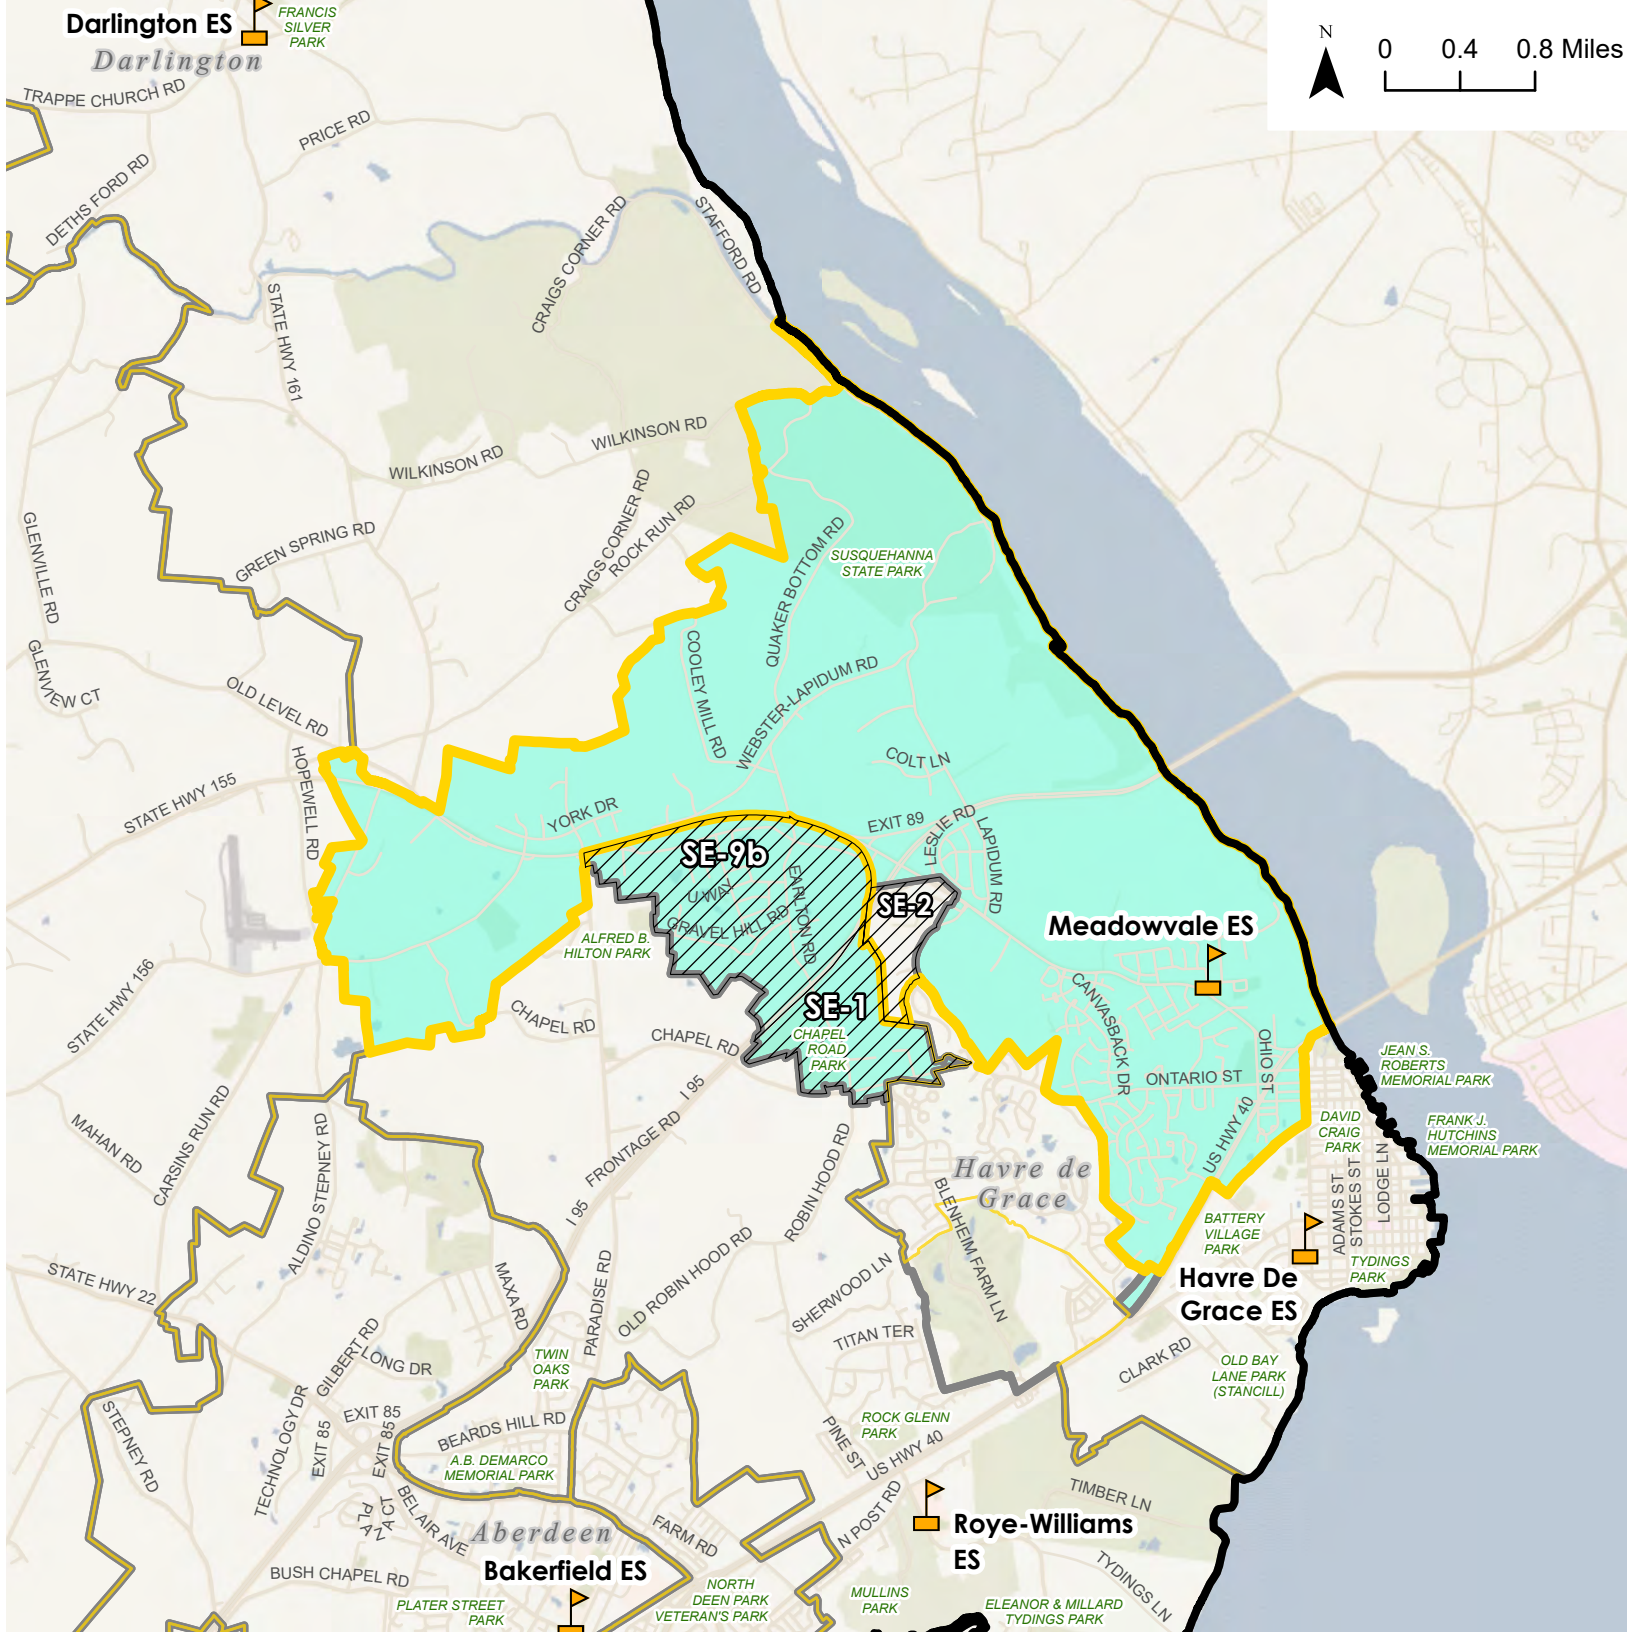 Darlington ES
FRANCIS
SILVER
PARK
Darlington
N
0 0.4 0.8 Miles
TRAPPE CHURCH RD
PRICE RD
DETHS FORD RD
STATE HWY 161
CRAIGS CORNER RD
STAFFORD RD
WILKINSON RD
WILKINSON RD
CRAIGS CORNER RD
ROCK RUN RD
GREEN SPRING RD
GLENVILLE RD
GLENVIEW CT
QUAKER BOTTOM RD
SUSQUEHANNA
STATE PARK
COOLEY MILL RD
WEBSTER-LAPIDUM RD
OLD LEVEL RD
HOPEWELL RD
STATE HWY 155
COLT LN
YORK DR
EXIT 89
LESLIE RD
LAPIDUM RD
SE-9b
U WAY
EARLTON RD
GRAVEL HILL RD
SE-2
Meadowvale ES
ALFRED B.
HILTON PARK
STATE HWY 156
CHAPEL RD
CHAPEL RD
SE-1
CHAPEL
ROAD
PARK
CANVASBACK DR
OHIO ST
ONTARIO ST
US HWY 40
JEAN S.
ROBERTS
MEMORIAL PARK
DAVID
CRAIG
PARK
FRANK J.
HUTCHINS
MEMORIAL PARK
MAHAN RD
CARSINS RUN RD
ALDINO STEPNEY RD
I 95
FRONTAGE RD
I 95
ROBIN HOOD RD
Havre de
Grace
BLENHEIM FARM LN
ADAMS ST
STOKES ST
LODGE LN
BATTERY
VILLAGE
PARK
TYDINGS
PARK
Havre De
Grace ES
STATE HWY 22
MAXA RD
PARADISE RD
OLD ROBIN HOOD RD
SHERWOOD LN
TITAN TER
CLARK RD
OLD BAY
LANE PARK
(STANCILL)
GILBERT RD
LONG DR
TWIN
OAKS
PARK
STEPNEY RD
TECHNOLOGY DR
EXIT 85
EXIT 85
EXIT 85
BEARDS HILL RD
A.B. DEMARCO
MEMORIAL PARK
PINE ST
ROCK GLENN
PARK
US HWY 40
PLAZA CT
BEL AIR AVE
Aberdeen
FARM RD
N POST RD
TIMBER LN
Roye-Williams
ES
BUSH CHAPEL RD
Bakerfield ES
PLATER STREET
PARK
NORTH
DEEN PARK
VETERAN'S PARK
MULLINS
PARK
ELEANOR & MILLARD
TYDINGS PARK
TYDINGS LN